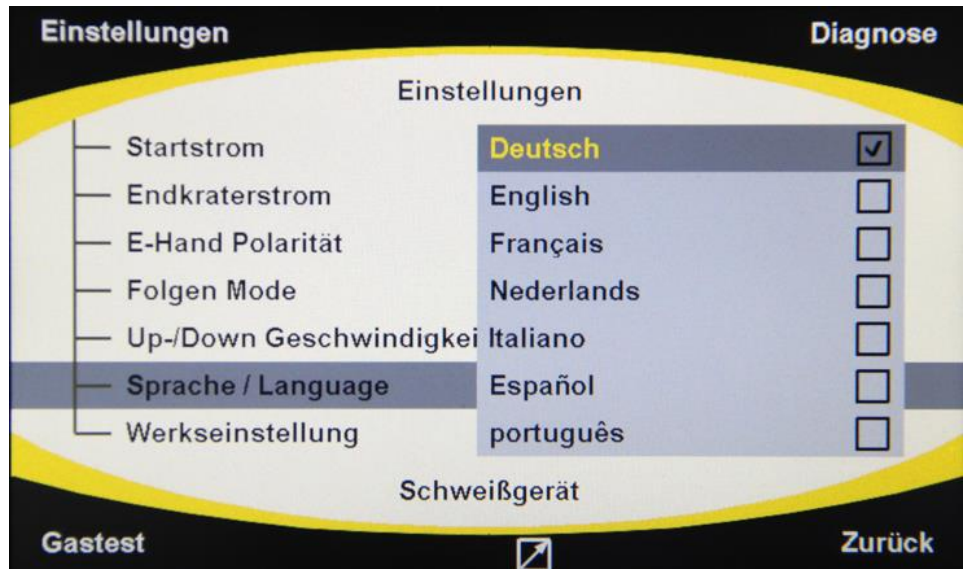 Einstellungen Diagnose
Einstellungen
Startstrom Deutsch
Endkraterstrom English
E-Hand Polarität Français
Folgen Mode Nederlands
Up-/Down Geschwindigkei Italiano
Sprache / Language Español
Werkseinstellung português
Schweißgerät
Gastest Zurück